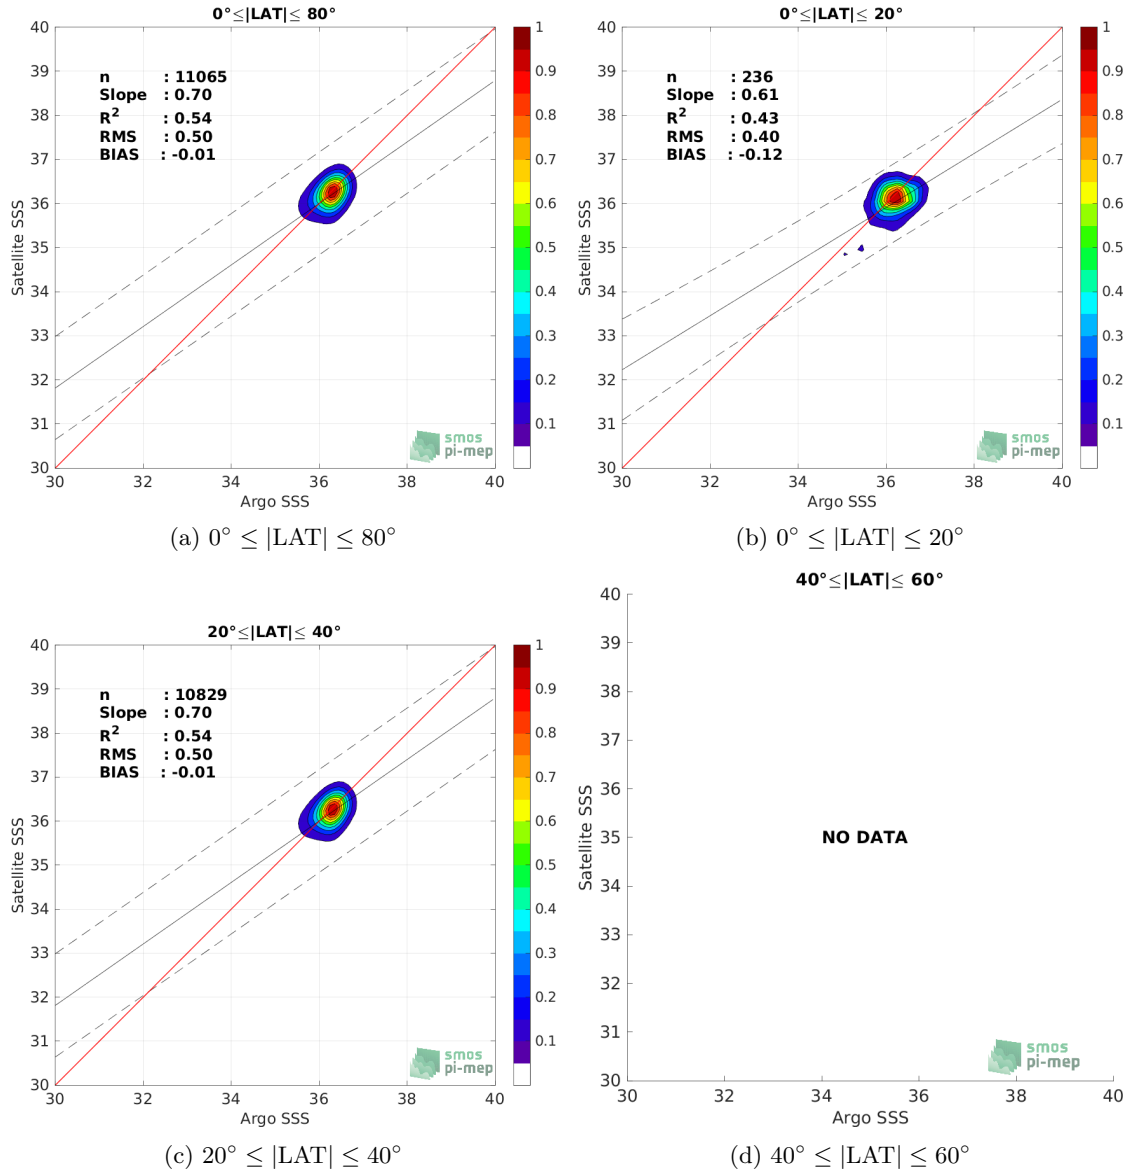 0°≤|LAT|≤ 80°
n : 11065
Slope : 0.70
R² : 0.54
RMS : 0.50
BIAS : -0.01
40
39
38
37
36
35
34
33
32
31
30
Satellite SSS
30 32 34 36 38 40
Argo SSS
1
0.9
0.8
0.7
0.6
0.5
0.4
0.3
0.2
0.1
smos
pi-mep
(a) 0° ≤ |LAT| ≤ 80°
0°≤|LAT|≤ 20°
n : 236
Slope : 0.61
R² : 0.43
RMS : 0.40
BIAS : -0.12
40
39
38
37
36
35
34
33
32
31
30
Satellite SSS
30 32 34 36 38 40
Argo SSS
1
0.9
0.8
0.7
0.6
0.5
0.4
0.3
0.2
0.1
smos
pi-mep
(b) 0° ≤ |LAT| ≤ 20°
20°≤|LAT|≤ 40°
n : 10829
Slope : 0.70
R² : 0.54
RMS : 0.50
BIAS : -0.01
40
39
38
37
36
35
34
33
32
31
30
Satellite SSS
30 32 34 36 38 40
Argo SSS
1
0.9
0.8
0.7
0.6
0.5
0.4
0.3
0.2
0.1
smos
pi-mep
(c) 20° ≤ |LAT| ≤ 40°
40°≤|LAT|≤ 60°
40
39
38
37
36
35
34
33
32
31
30
Satellite SSS
NO DATA
30 32 34 36 38 40
Argo SSS
smos
pi-mep
(d) 40° ≤ |LAT| ≤ 60°